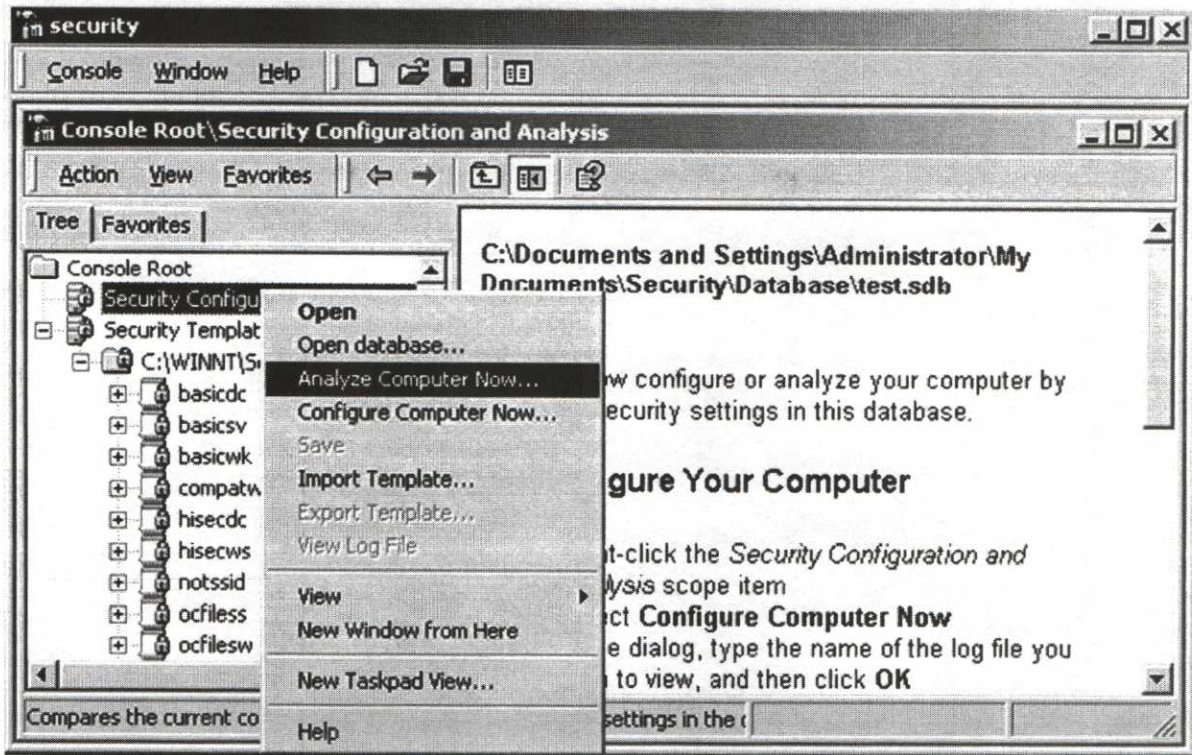 security
Console Window Help
Console Root\Security Configuration and Analysis
Action View Favorites
Tree Favorites
Console Root
Security Configu
Security Templat
C:\WINNT\S
basicdc
basicsv
basicwk
compatw
hisecdc
hisecws
notssid
ocfiless
ocfilesw
Open
Open database...
Analyze Computer Now...
Configure Computer Now...
Save
Import Template...
Export Template...
View Log File
View
New Window from Here
New Taskpad View...
Help
C:\Documents and Settings\Administrator\My
Documents\Security\Database\test.sdb
w configure or analyze your computer by
ecurity settings in this database.
gure Your Computer
t-click the Security Configuration and
lysis scope item
ct Configure Computer Now
e dialog, type the name of the log file you
to view, and then click OK
Compares the current co
settings in the